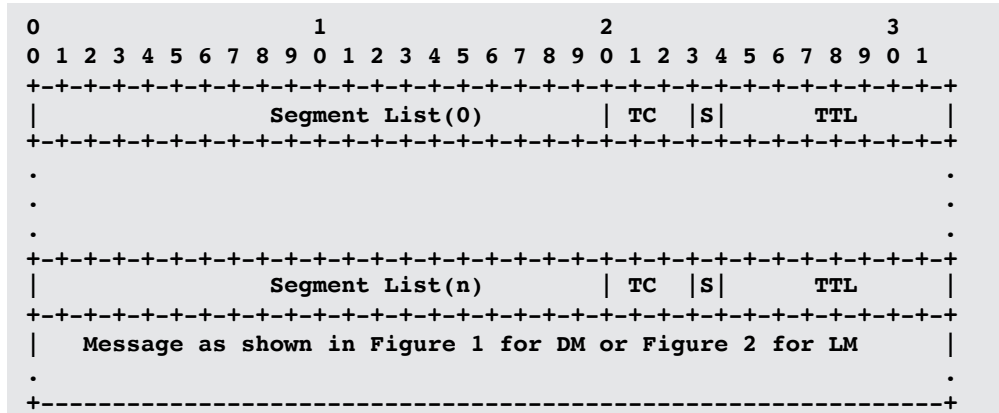 0                   1                   2                   3
0 1 2 3 4 5 6 7 8 9 0 1 2 3 4 5 6 7 8 9 0 1 2 3 4 5 6 7 8 9 0 1
+-+-+-+-+-+-+-+-+-+-+-+-+-+-+-+-+-+-+-+-+-+-+-+-+-+-+-+-+-+-+-+-+
|                Segment List(0)        | TC  |S|      TTL      |
+-+-+-+-+-+-+-+-+-+-+-+-+-+-+-+-+-+-+-+-+-+-+-+-+-+-+-+-+-+-+-+-+
.                                                               .
.                                                               .
.                                                               .
+-+-+-+-+-+-+-+-+-+-+-+-+-+-+-+-+-+-+-+-+-+-+-+-+-+-+-+-+-+-+-+-+
|                Segment List(n)        | TC  |S|      TTL      |
+-+-+-+-+-+-+-+-+-+-+-+-+-+-+-+-+-+-+-+-+-+-+-+-+-+-+-+-+-+-+-+-+
|   Message as shown in Figure 1 for DM or Figure 2 for LM      |
.                                                               .
+---------------------------------------------------------------+